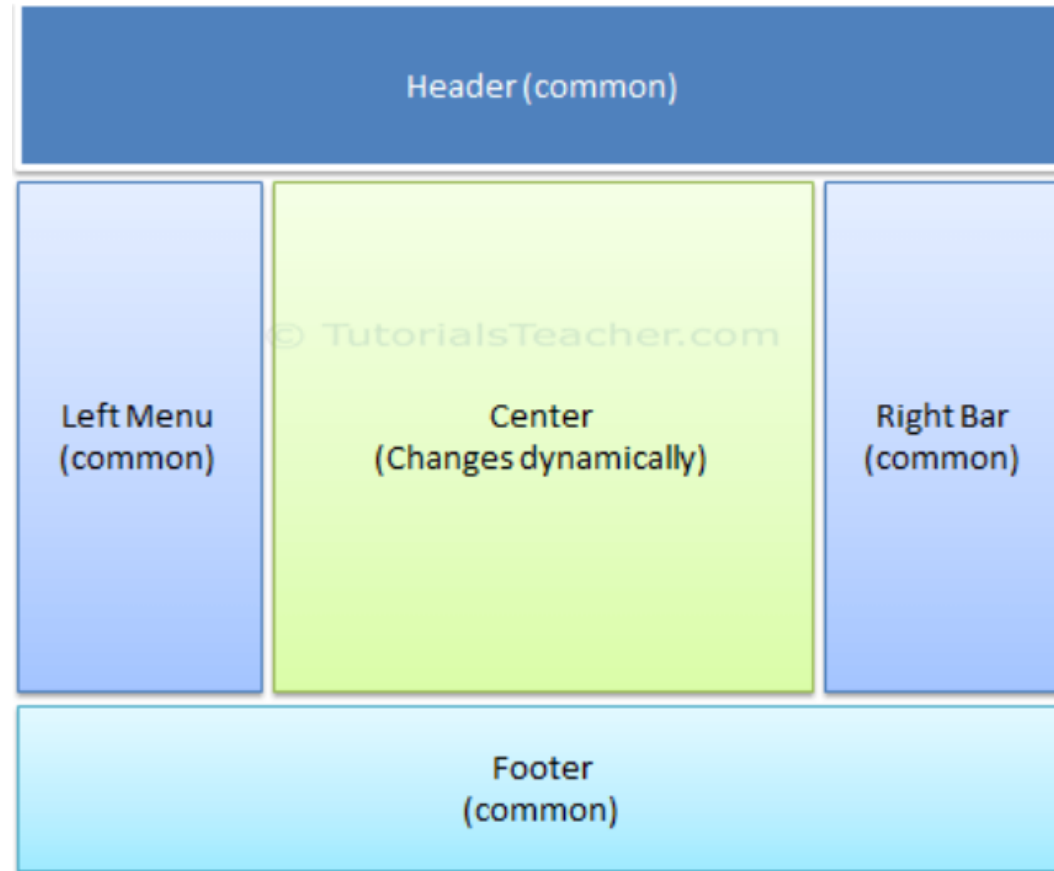 Header (common)
© TutorialsTeacher.com
Left Menu
(common)
Center
(Changes dynamically)
Right Bar
(common)
Footer
(common)